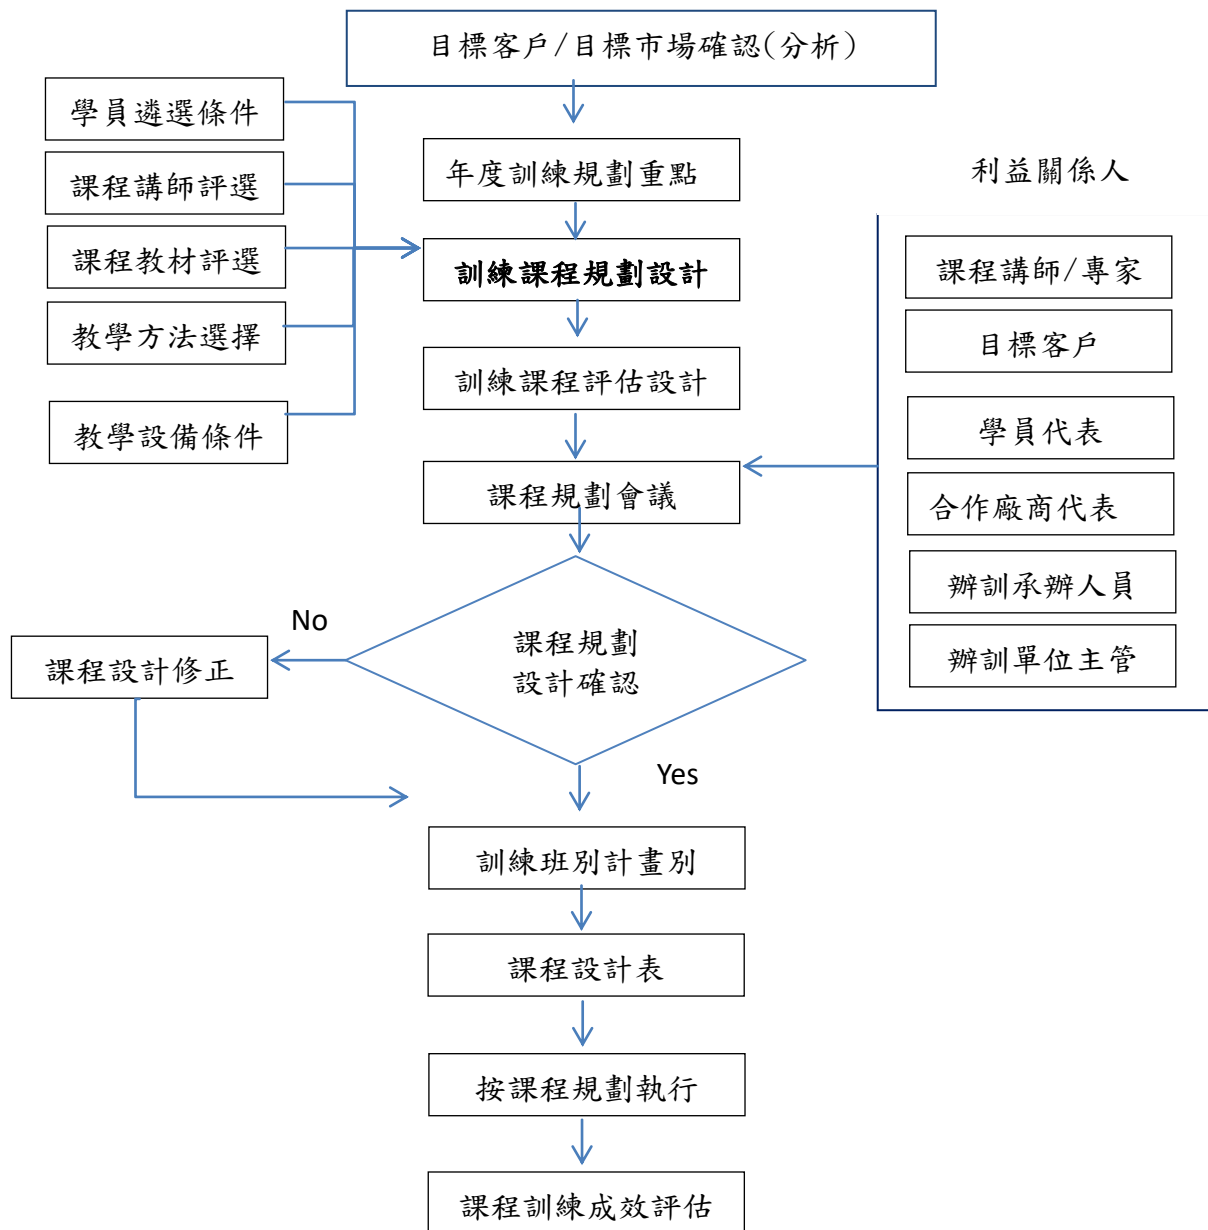 目標客戶/目標市場確認(分析)
學員遴選條件
課程講師評選
課程教材評選
教學方法選擇
教學設備條件
年度訓練規劃重點
訓練課程規劃設計
訓練課程評估設計
課程規劃會議
利益關係人
課程講師/專家
目標客戶
學員代表
合作廠商代表
辦訓承辦人員
辦訓單位主管
課程規劃
設計確認
No
課程設計修正
Yes
訓練班別計畫別
課程設計表
按課程規劃執行
課程訓練成效評估